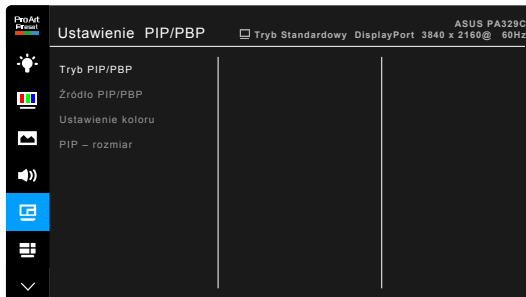 ProArt
Preset
Ustawienie PIP/PBP
ASUS PA329C
Tryb Standardowy DisplayPort 3840 x 2160@ 60Hz
Tryb PIP/PBP
Źródło PIP/PBP
Ustawienie koloru
PIP – rozmiar